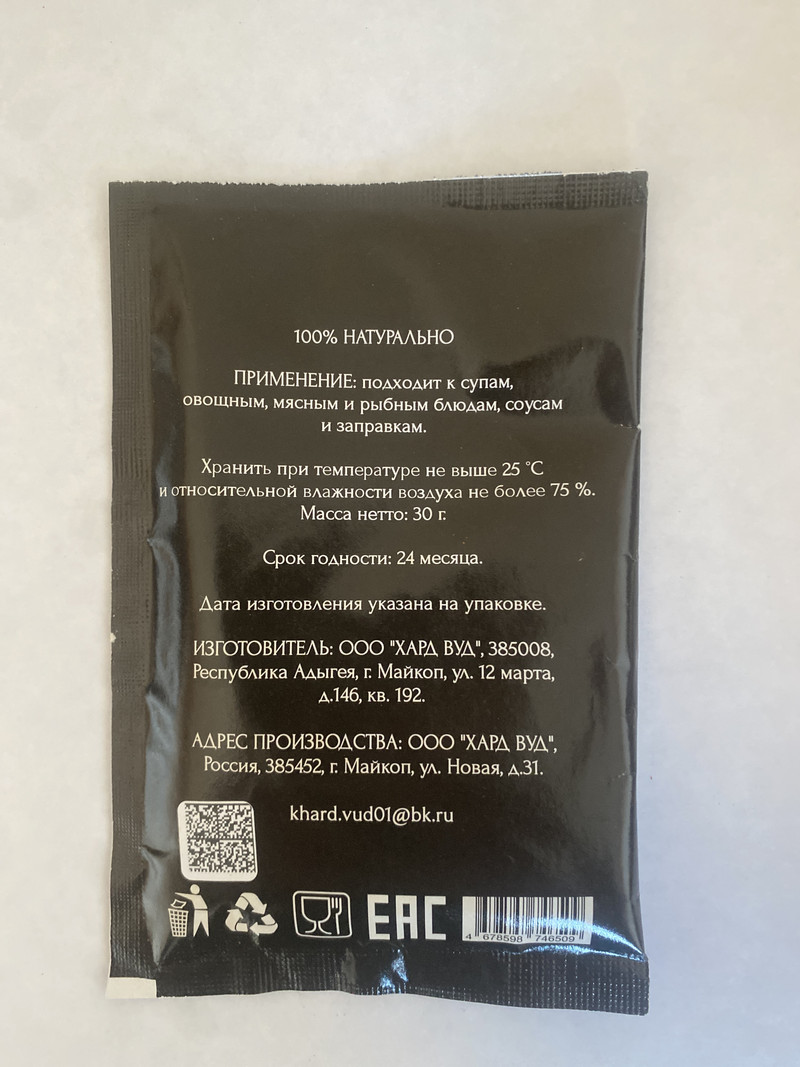 100% НАТУРАЛЬНО
ПРИМЕНЕНИЕ: подходит к супам,
овощным, мясным и рыбным блюдам, соусам
и заправкам.
Хранить при температуре не выше 25 °С
и относительной влажности воздуха не более 75 %.
Масса нетто: 30 г.
Срок годности: 24 месяца.
Дата изготовления указана на упаковке.
ИЗГОТОВИТЕЛЬ: ООО "ХАРД ВУД", 385008,
Республика Адыгея, г. Майкоп, ул. 12 марта,
д.146, кв. 192.
АДРЕС ПРОИЗВОДСТВА: ООО "ХАРД ВУД",
Россия, 385452, г. Майкоп, ул. Новая, д.31.
khard.vud01@bk.ru
EAC
4 678598 746509